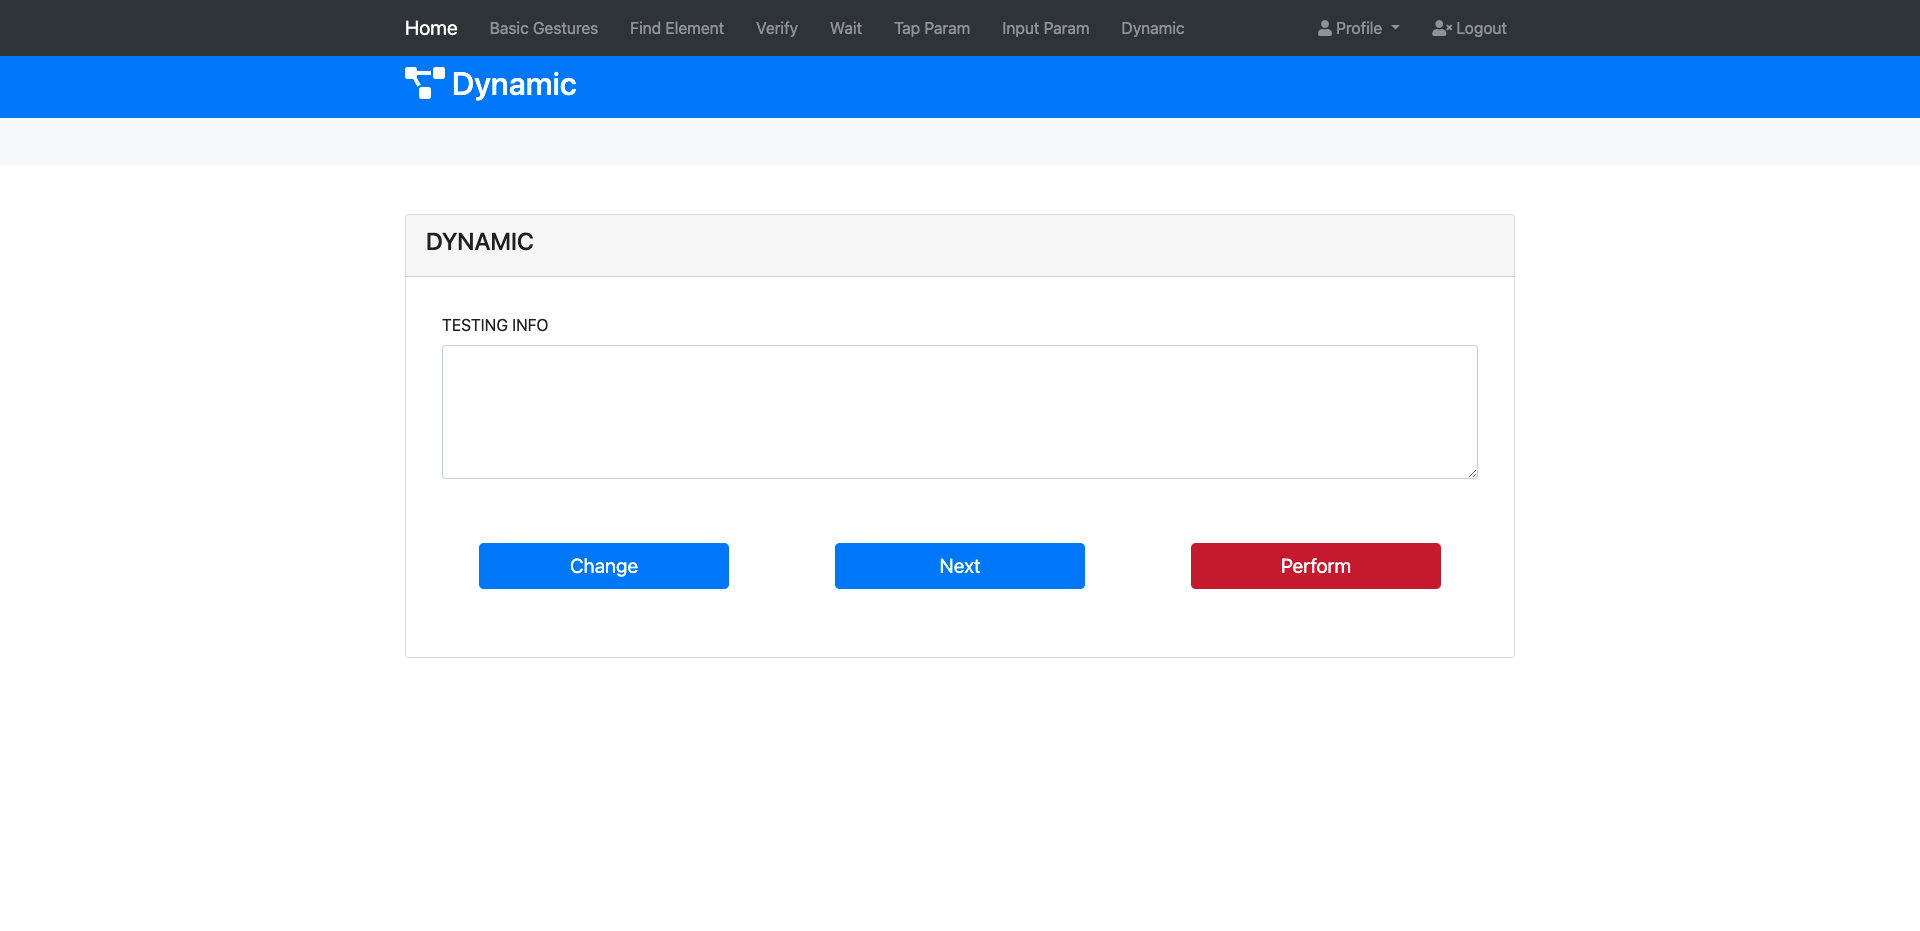 Home Basic Gestures Find Element Verify Wait Tap Param Input Param Dynamic Profile Logout
Dynamic
DYNAMIC
TESTING INFO
Change Next Perform